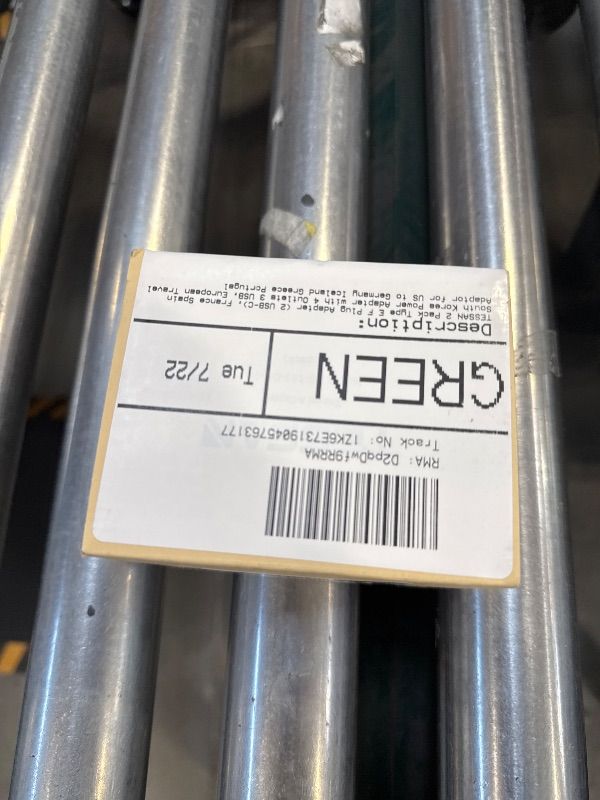 RMA: D2pqDwf9RRMA
Track No: 1ZK6E7319045763177
GREEN
Tue 7/22
Description:
TESSAN 2 Pack Type E F Plug Adapter (2 USB-C), France Spain
South Korea Power Adapter with 4 Outlets 3 USB, European Travel
Adaptor for US to Germany Iceland Greece Portugal